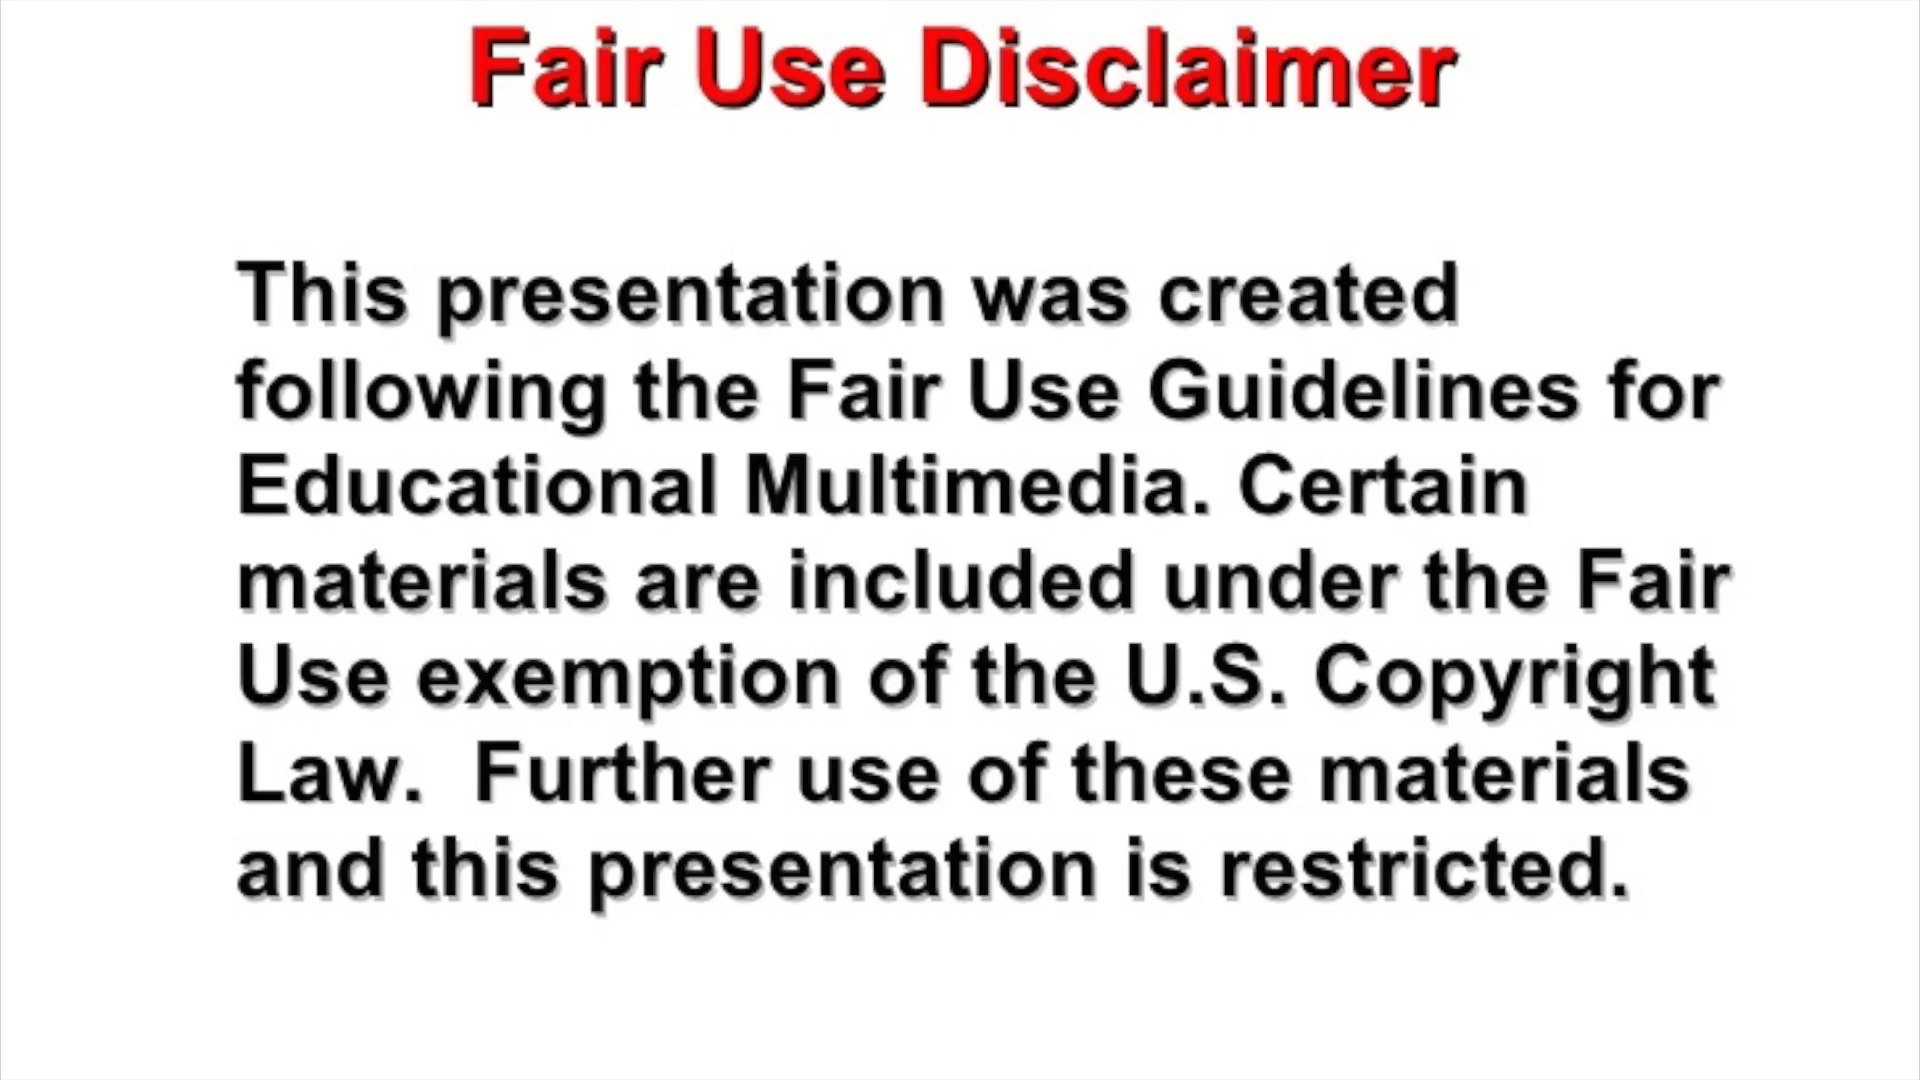 Fair Use Disclaimer
This presentation was created
following the Fair Use Guidelines for
Educational Multimedia. Certain
materials are included under the Fair
Use exemption of the U.S. Copyright
Law.  Further use of these materials
and this presentation is restricted.